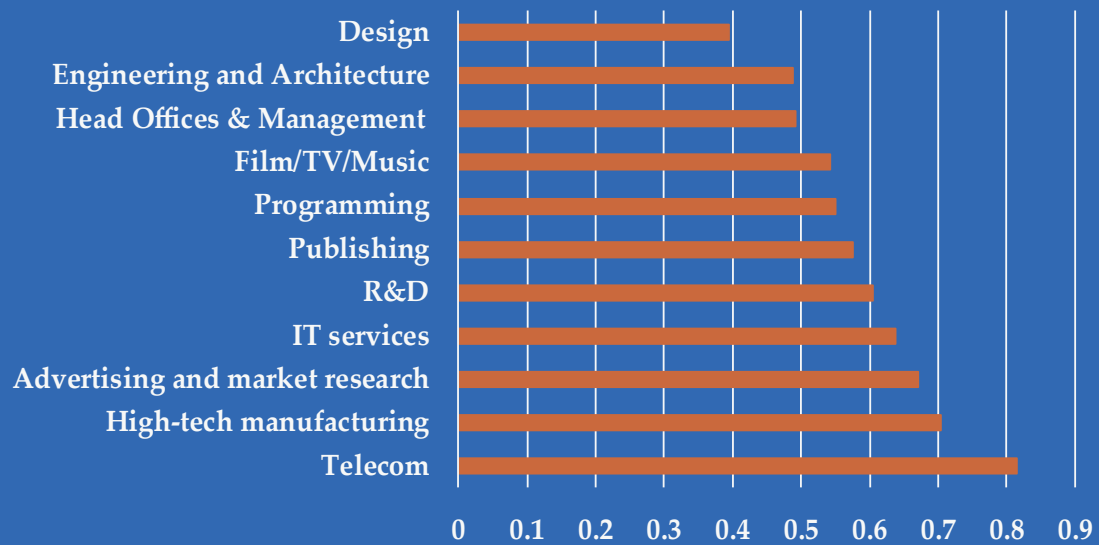 Design
Engineering and Architecture
Head Offices & Management
Film/TV/Music
Programming
Publishing
R&D
IT services
Advertising and market research
High-tech manufacturing
Telecom
0 0.1 0.2 0.3 0.4 0.5 0.6 0.7 0.8 0.9